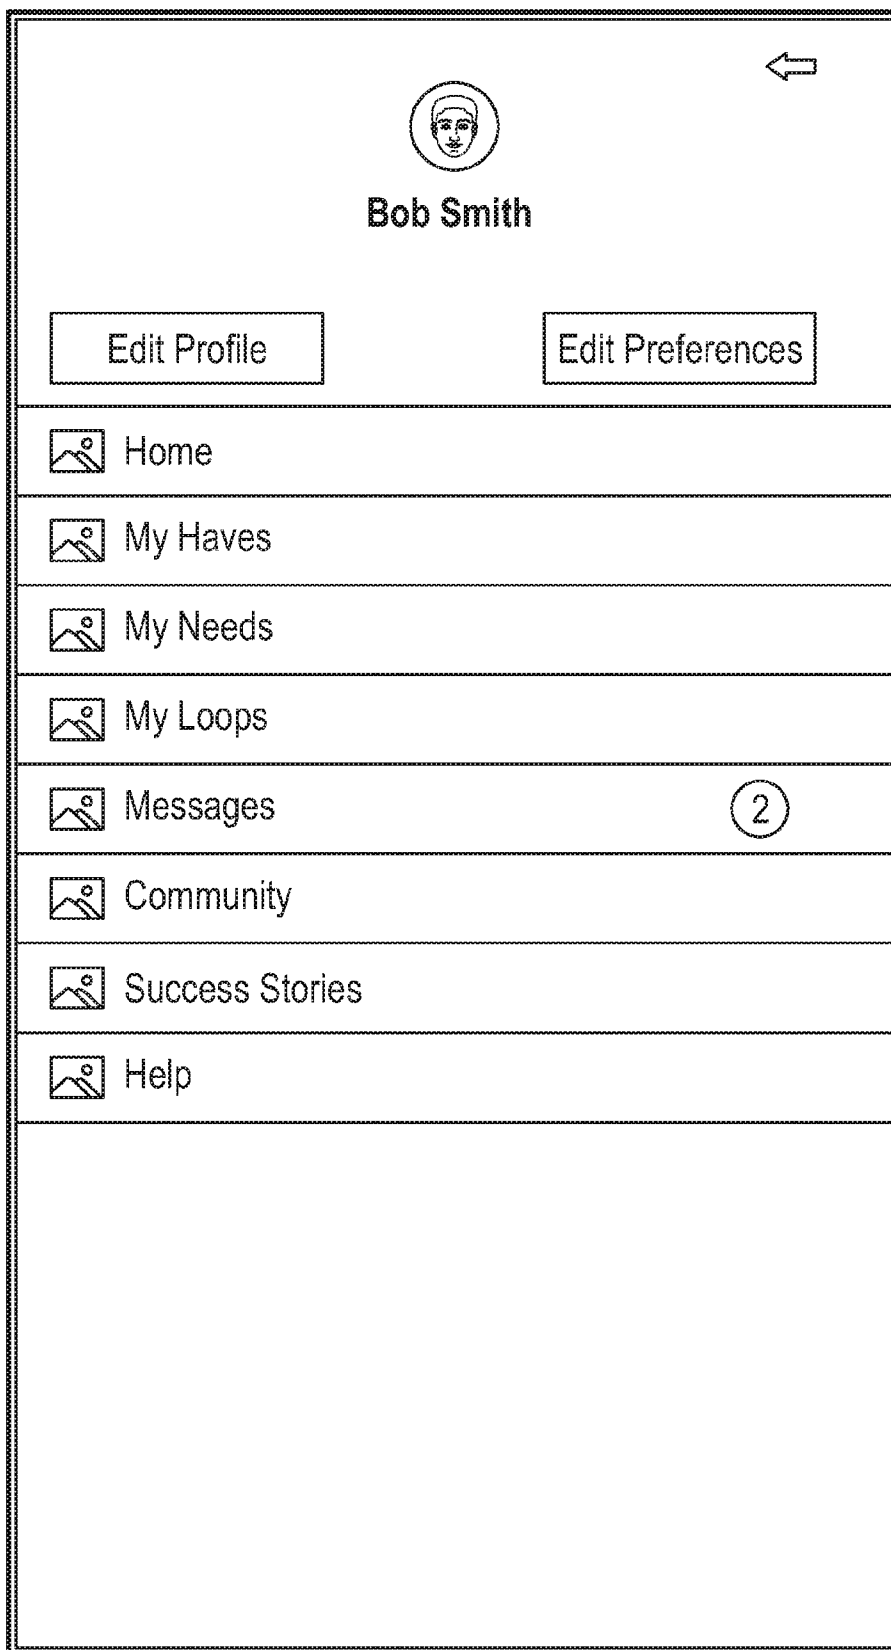 Bob Smith
Edit Profile
Edit Preferences
Home
My Haves
My Needs
My Loops
Messages
2
Community
Success Stories
Help